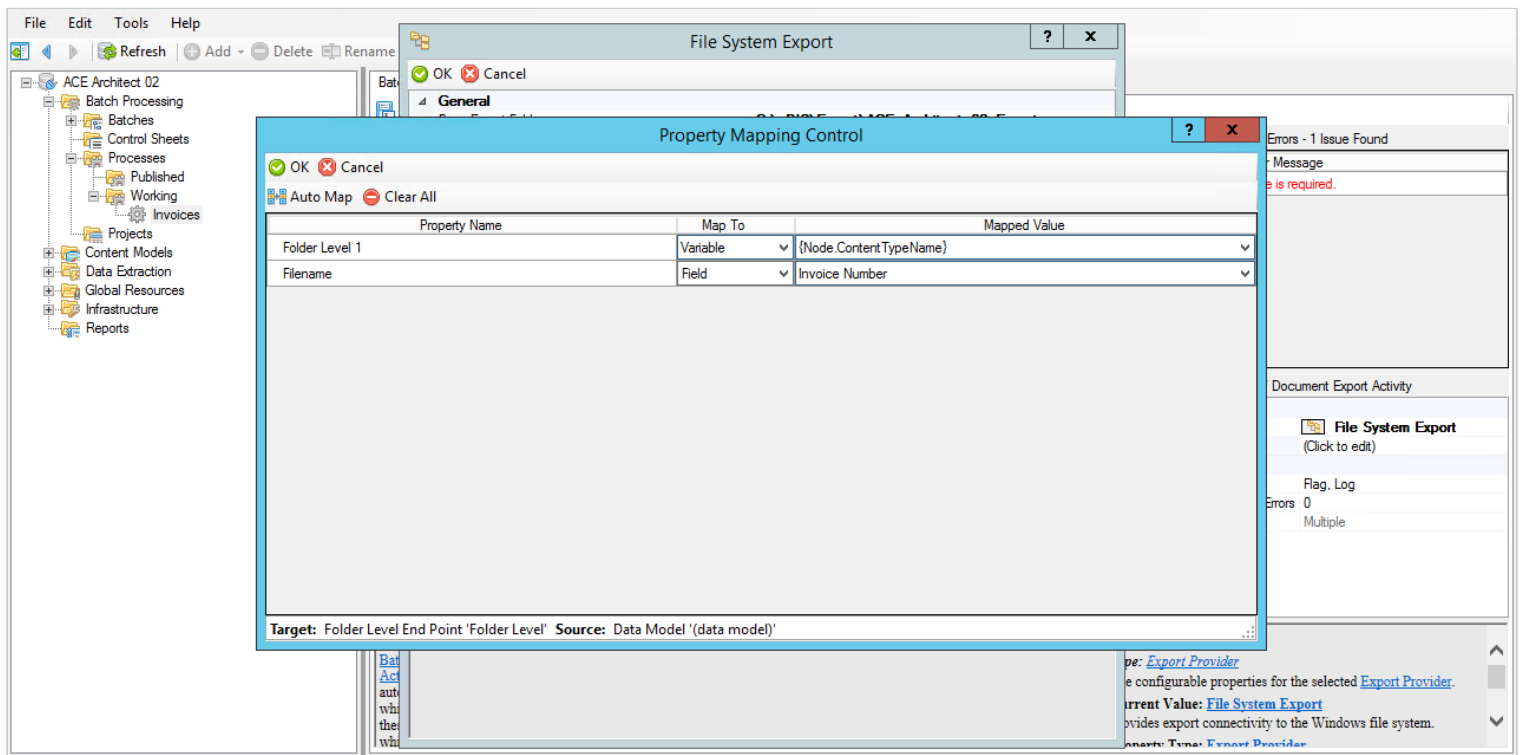 File Edit Tools Help
Refresh Add Delete Rename
ACE Architect 02
Batch Processing
Batches
Control Sheets
Processes
Published
Working
Invoices
Projects
Content Models
Data Extraction
Global Resources
Infrastructure
Reports
File System Export ? x
OK Cancel
General
Property Mapping Control ? x
OK Cancel
Auto Map Clear All
Property Name Map To Mapped Value
Folder Level 1 Variable {Node.ContentTypeName}
Filename Field Invoice Number
Target: Folder Level End Point 'Folder Level' Source: Data Model '(data model)'
Errors - 1 Issue Found
Message
is required.
Document Export Activity
File System Export
(Click to edit)
Flag, Log
Errors 0
Multiple
Export Provider
configurable properties for the selected Export Provider.
Value: File System Export
export connectivity to the Windows file system.
Type: Export Provider